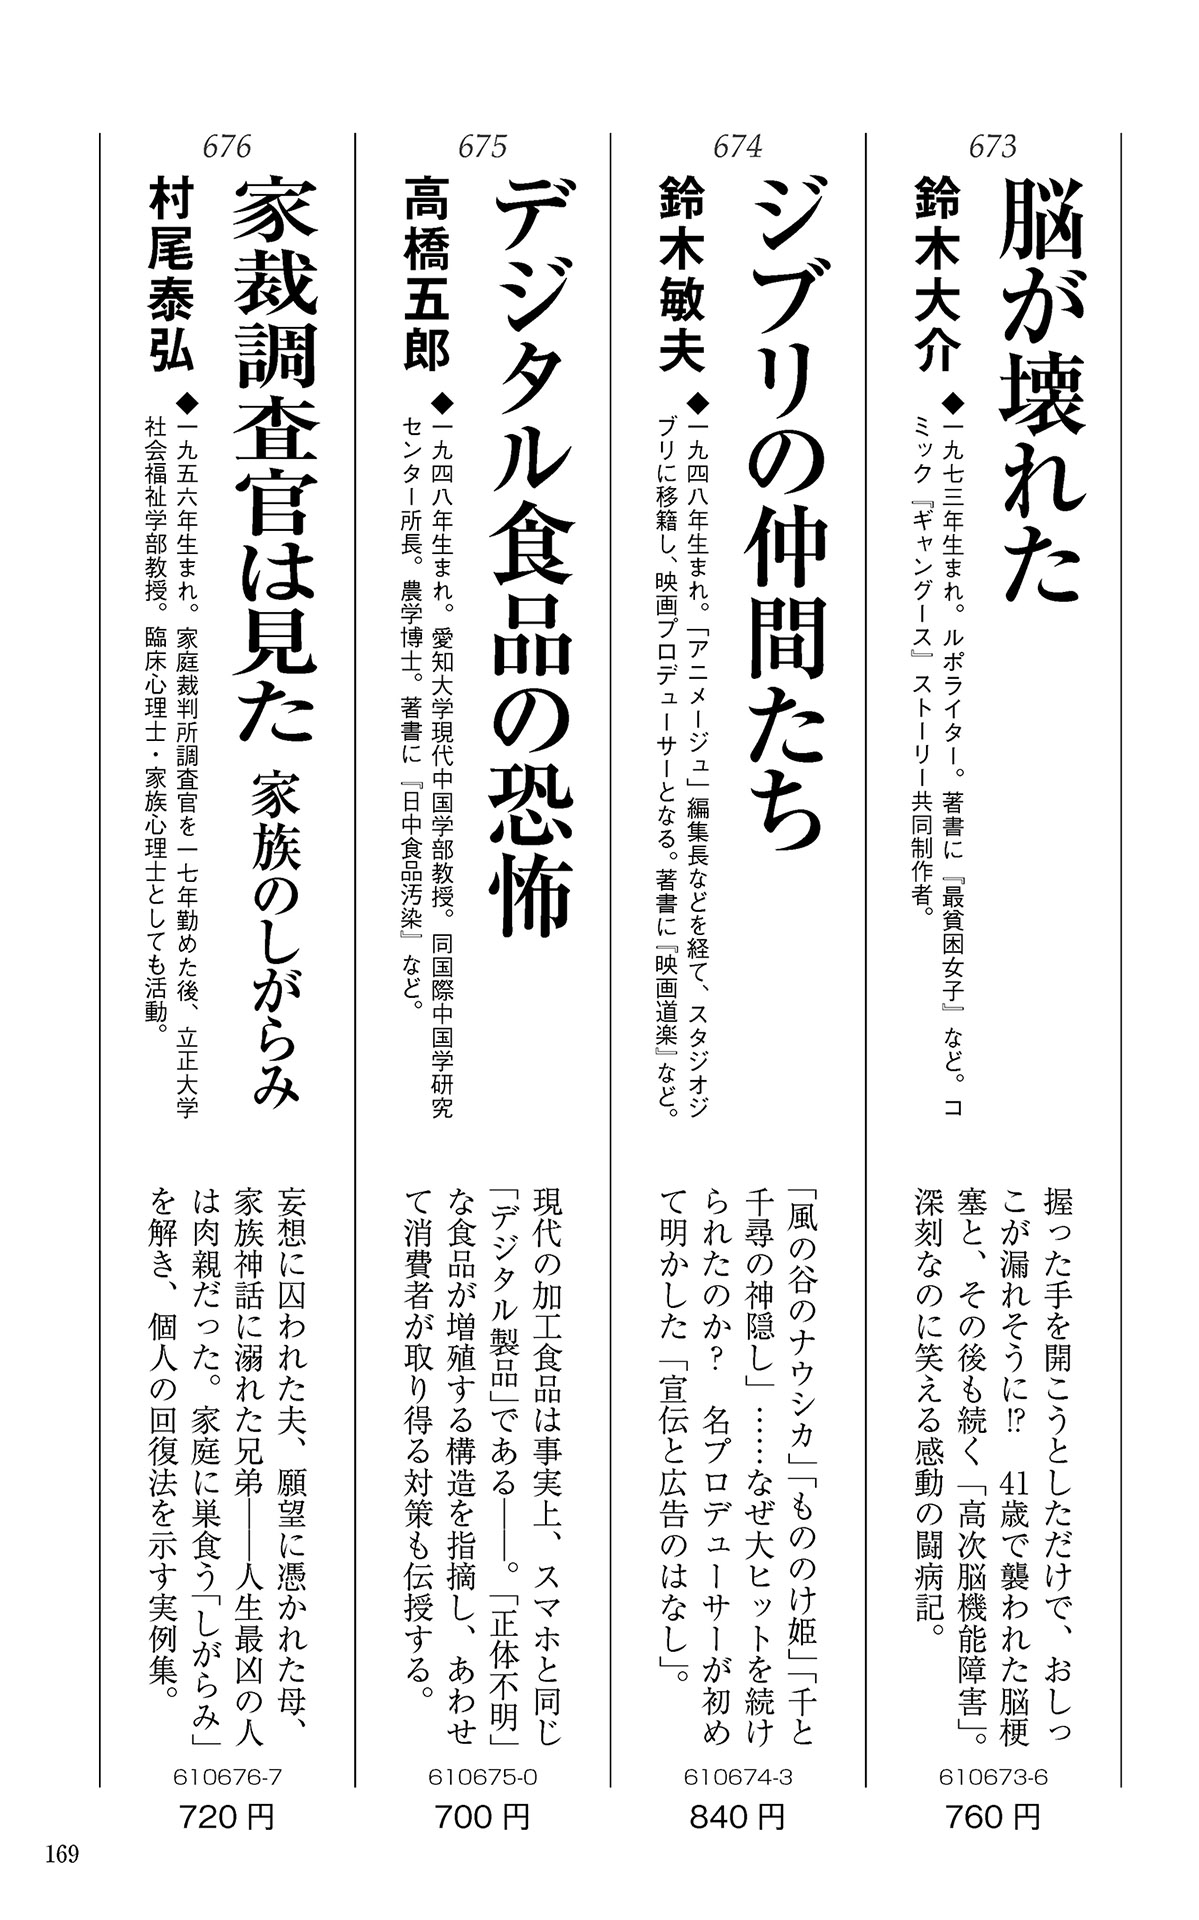 673
脳が壊れた
鈴木大介
◆一九七三年生まれ。ルポライター。著書に『最貧困女子』など。コ
ミック『ギャングース』ストーリー共同制作者。
握った手を開こうとしただけで、おしっ
こが漏れそうに!?　41歳で襲われた脳梗
塞と、その後も続く「高次脳機能障害」。
深刻なのに笑える感動の闘病記。
610673-6
760円
674
ジブリの仲間たち
鈴木敏夫
◆一九四八年生まれ。「アニメージュ」編集長などを経て、スタジオジ
ブリに移籍し、映画プロデューサーとなる。著書に『映画道楽』など。
「風の谷のナウシカ」「もののけ姫」「千と
千尋の神隠し」……なぜ大ヒットを続け
られたのか?　名プロデューサーが初め
て明かした「宣伝と広告のはなし」。
610674-3
840円
675
デジタル食品の恐怖
高橋五郎
◆一九四八年生まれ。愛知大学現代中国学部教授。同国際中国学研究
センター所長。農学博士。著書に『日中食品汚染』など。
現代の加工食品は事実上、スマホと同じ
「デジタル製品」である――。「正体不明」
な食品が増殖する構造を指摘し、あわせ
て消費者が取り得る対策も伝授する。
610675-0
700円
676
家裁調査官は見た 家族のしがらみ
村尾泰弘
◆一九五六年生まれ。家庭裁判所調査官を一七年勤めた後、立正大学
社会福祉学部教授。臨床心理士・家族心理士としても活動。
妄想に囚われた夫、願望に憑かれた母、
家族神話に溺れた兄弟――人生最凶の人
は肉親だった。家庭に巣食う「しがらみ」
を解き、個人の回復法を示す実例集。
610676-7
720円
169